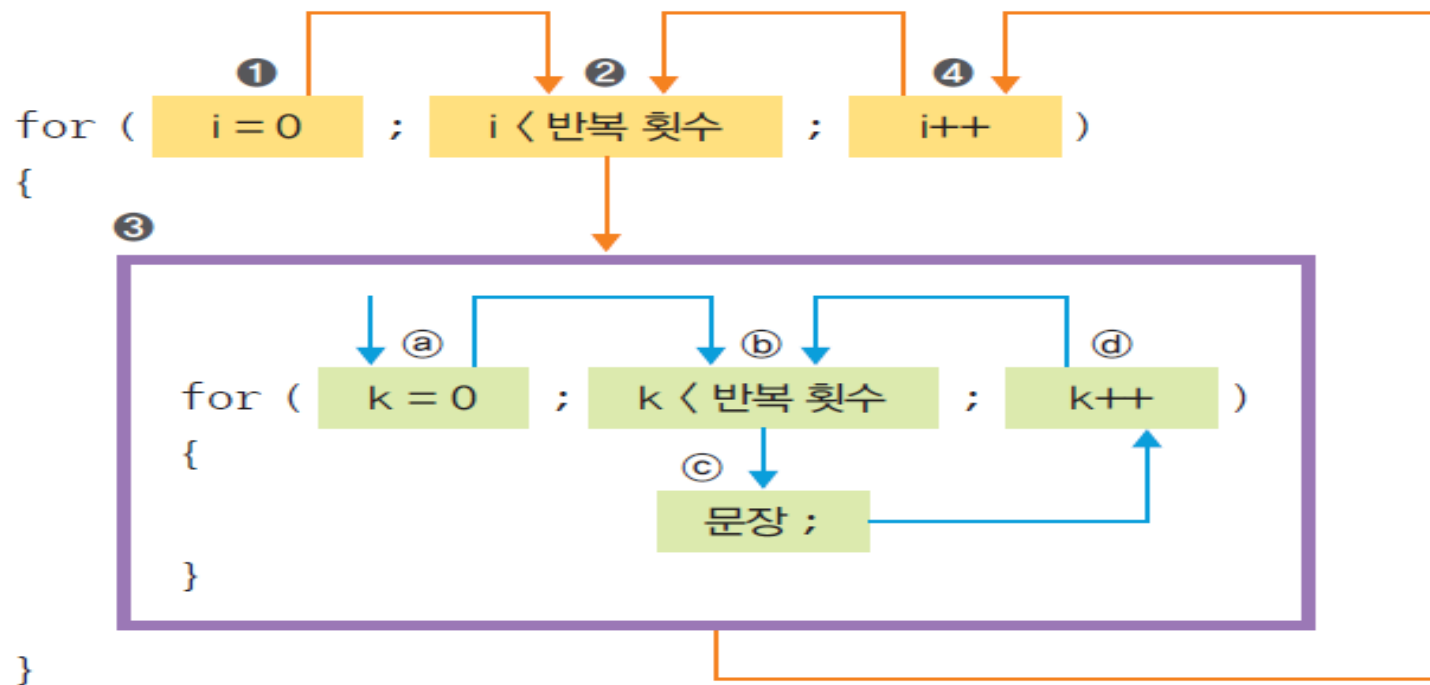 ❶ ❷ ❹
for ( i = 0 ; i < 반복 횟수 ; i++ )
{
❸
ⓐ ⓑ ⓓ
for ( k = 0 ; k < 반복 횟수 ; k++ )
{
ⓒ
문장 ;
}
}